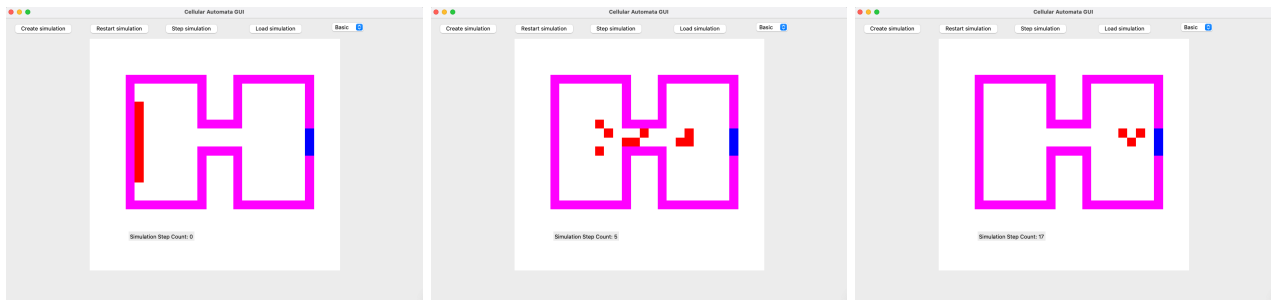 Cellular Automata GUI
Create simulation Restart simulation Step simulation Load simulation Basic
Simulation Step Count: 0
Cellular Automata GUI
Create simulation Restart simulation Step simulation Load simulation Basic
Simulation Step Count: 5
Cellular Automata GUI
Create simulation Restart simulation Step simulation Load simulation Basic
Simulation Step Count: 17